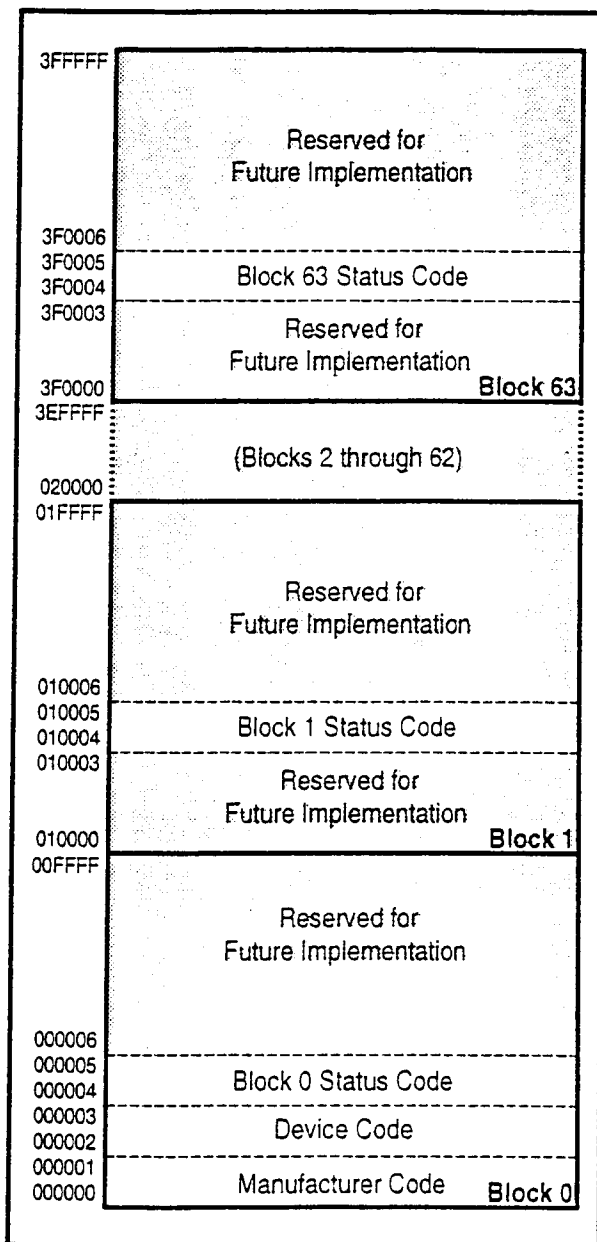 3FFFFF
Reserved for
Future Implementation
3F0006
3F0005
Block 63 Status Code
3F0004
3F0003
Reserved for
Future Implementation
Block 63
3F0000
3EFFFF
(Blocks 2 through 62)
020000
01FFFF
Reserved for
Future Implementation
010006
010005
Block 1 Status Code
010004
010003
Reserved for
Future Implementation
010000
Block 1
00FFFF
Reserved for
Future Implementation
000006
000005
Block 0 Status Code
000004
000003
Device Code
000002
000001
Manufacturer Code
000000
Block 0